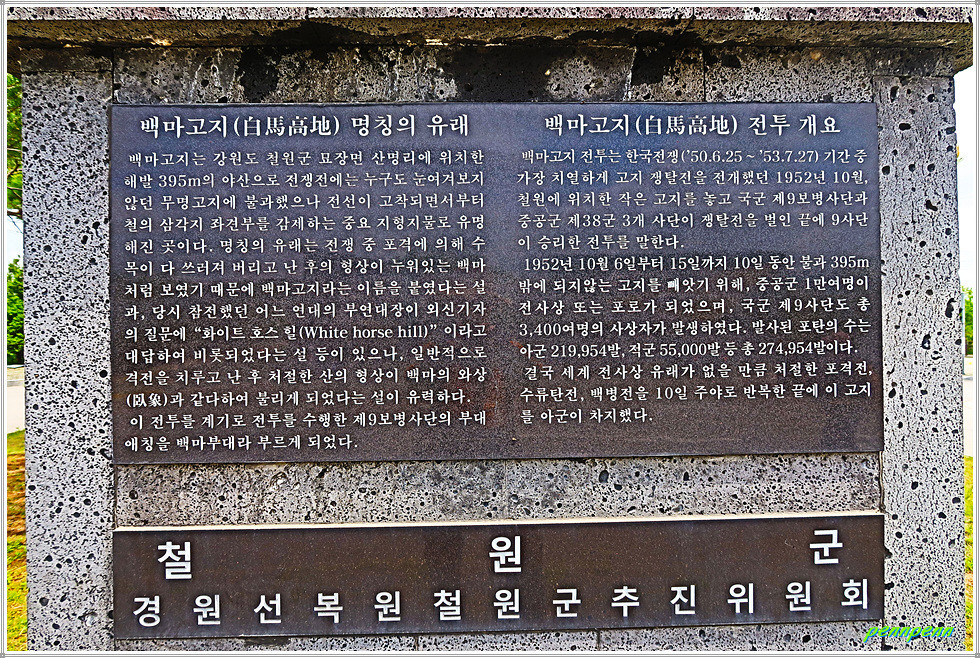 백마고지(白馬高地) 명칭의 유래
백마고지는 강원도 철원군 묘장면 산명리에 위치한
해발 395m의 야산으로 전쟁전에는 누구도 눈여겨보지
않던 무명고지에 불과했으나 전선이 고착되면서부터
철의 삼각지 좌견부를 감제하는 중요 지형지물로 유명
해진 곳이다. 명칭의 유래는 전쟁 중 포격에 의해 수
목이 다 쓰러져 버리고 난 후의 형상이 누워있는 백마
처럼 보였기 때문에 백마고지라는 이름을 붙였다는 설
과, 당시 참전했던 어느 연대의 부연대장이 외신기자
의 질문에 “화이트 호스 힐(White horse hill)” 이라고
대답하여 비롯되었다는 설 등이 있으나, 일반적으로
격전을 치루고 난 후 처절한 산의 형상이 백마의 와상
(臥象)과 같다하여 불리게 되었다는 설이 유력하다.
이 전투를 계기로 전투를 수행한 제9보병사단의 부대
애칭을 백마부대라 부르게 되었다.
백마고지(白馬高地) 전투 개요
백마고지 전투는 한국전쟁('50.6.25 ~ '53.7.27) 기간 중
가장 치열하게 고지 쟁탈전을 전개했던 1952년 10월,
철원에 위치한 작은 고지를 놓고 국군 제9보병사단과
중공군 제38군 3개 사단이 쟁탈전을 벌인 끝에 9사단
이 승리한 전투를 말한다.
1952년 10월 6일부터 15일까지 10일 동안 불과 395m
밖에 되지않는 고지를 빼앗기 위해, 중공군 1만여명이
전사상 또는 포로가 되었으며, 국군 제9사단도 총
3,400여명의 사상자가 발생하였다. 발사된 포탄의 수는
아군 219,954발, 적군 55,000발 등 총 274,954발이다.
결국 세계 전사상 유래가 없을 만큼 처절한 포격전,
수류탄전, 백병전을 10일 주야로 반복한 끝에 이 고지
를 아군이 차지했다.
철 원 군
경원선복원철원군추진위원회
pennpenn